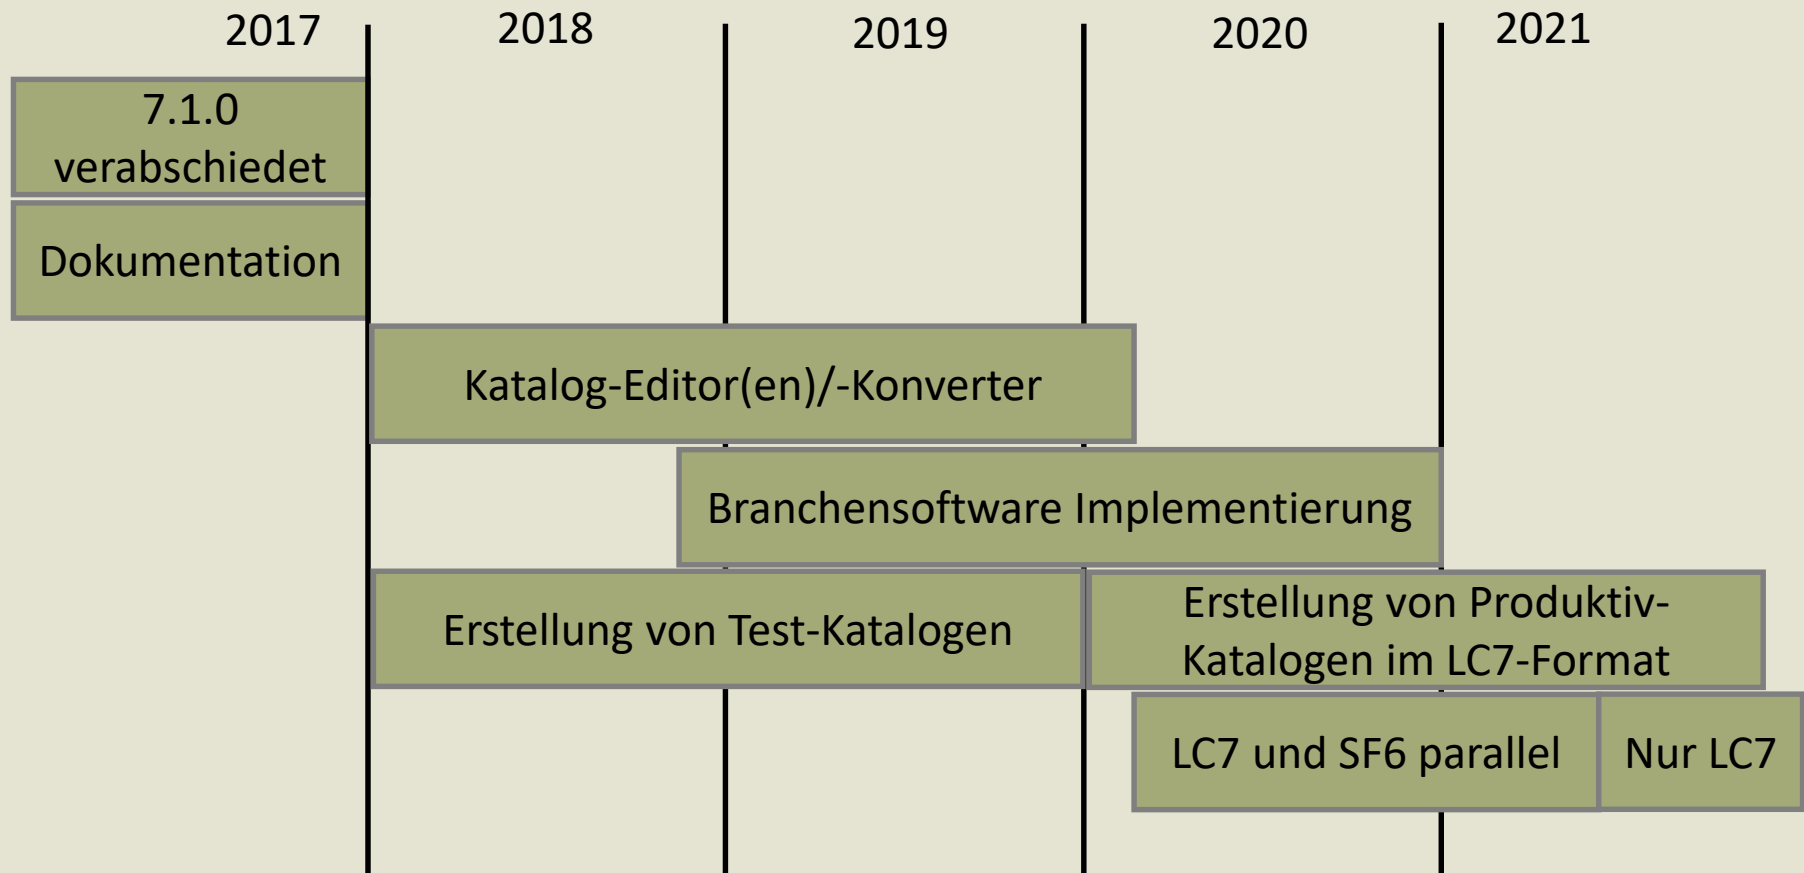 2017
2018
2019
2020
2021
7.1.0
verabschiedet
Dokumentation
Katalog-Editor(en)/-Konverter
Branchensoftware Implementierung
Erstellung von Test-Katalogen
Erstellung von Produktiv-
Katalogen im LC7-Format
LC7 und SF6 parallel
Nur LC7